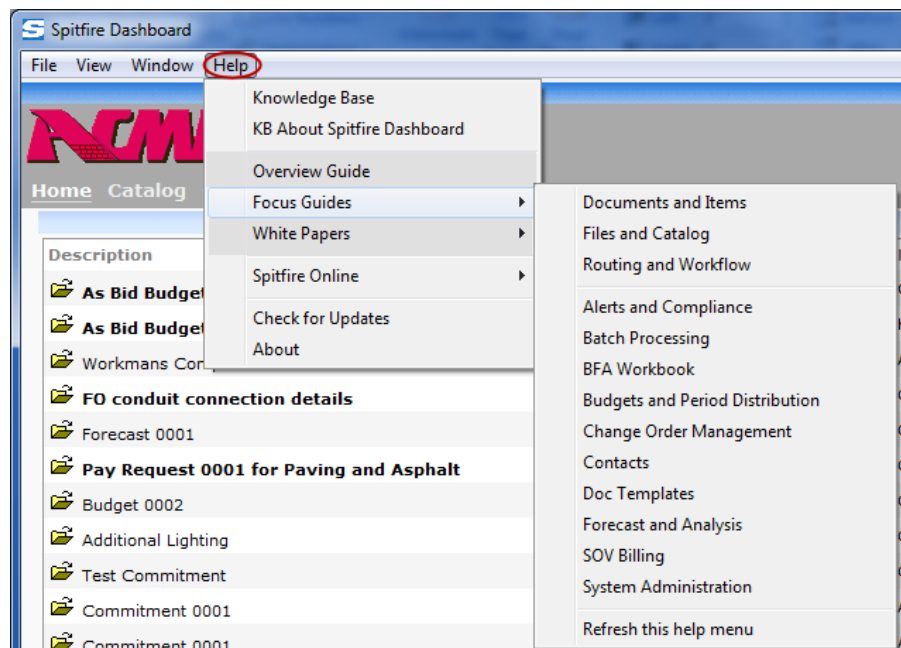 Spitfire Dashboard
File View Window Help
Knowledge Base
KB About Spitfire Dashboard
Overview Guide
Focus Guides
White Papers
Spitfire Online
Check for Updates
About
Documents and Items
Files and Catalog
Routing and Workflow
Alerts and Compliance
Batch Processing
BFA Workbook
Budgets and Period Distribution
Change Order Management
Contacts
Doc Templates
Forecast and Analysis
SOV Billing
System Administration
Refresh this help menu
Home Catalog
Description
As Bid Budget
As Bid Budget
Workmans
FO conduit connection details
Forecast 0001
Pay Request 0001 for Paving and Asphalt
Budget 0002
Additional Lighting
Test Commitment
Commitment 0001
Commitment 0001